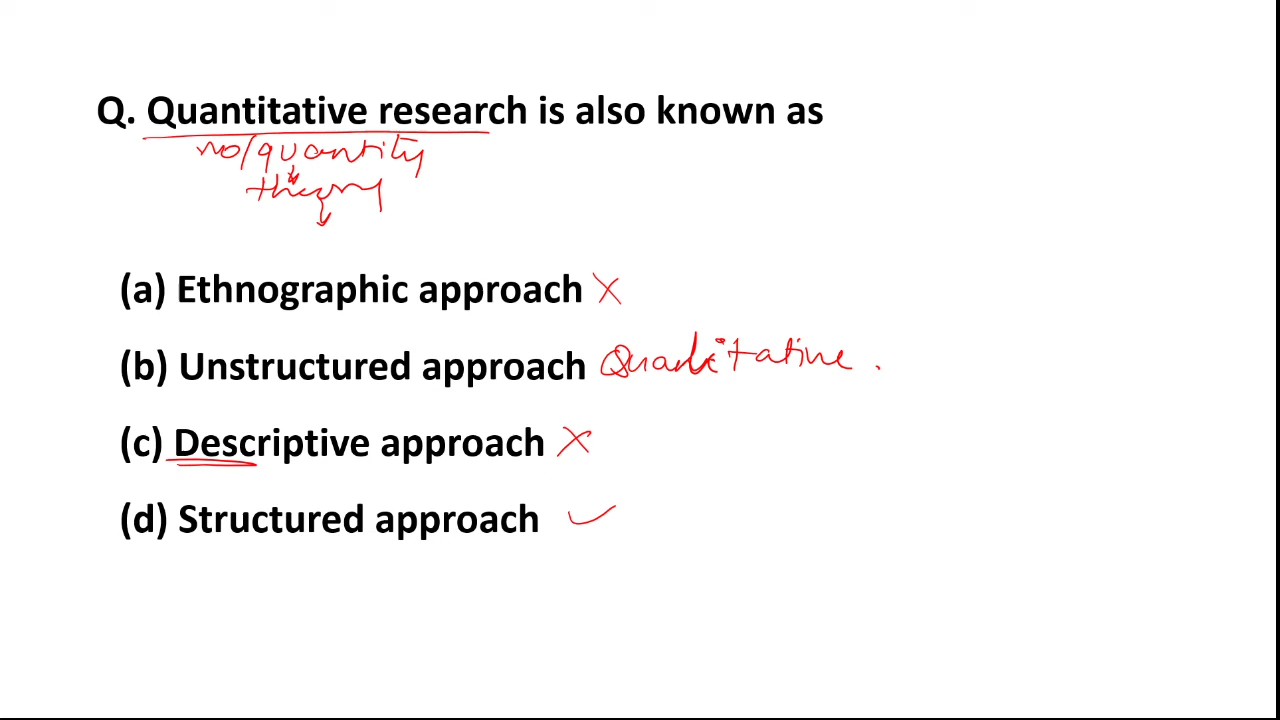 Q. Quantitative research is also known as
no/quantity
theory
(a) Ethnographic approach X
(b) Unstructured approach Qualitative.
(c) Descriptive approach X
(d) Structured approach ✓